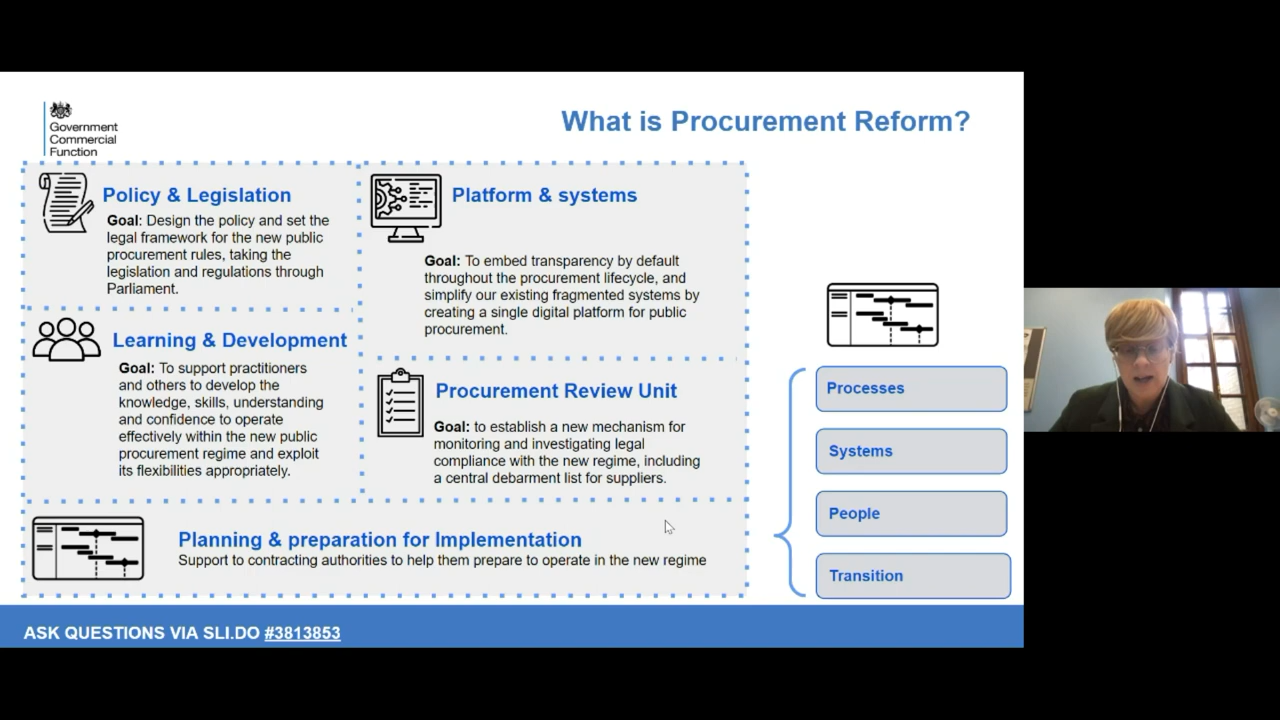 Government
Commercial
Function
What is Procurement Reform?
Policy & Legislation
Goal: Design the policy and set the
legal framework for the new public
procurement rules, taking the
legislation and regulations through
Parliament.
Platform & systems
Goal: To embed transparency by default
throughout the procurement lifecycle, and
simplify our existing fragmented systems by
creating a single digital platform for public
procurement.
Learning & Development
Goal: To support practitioners
and others to develop the
knowledge, skills, understanding
and confidence to operate
effectively within the new public
procurement regime and exploit
its flexibilities appropriately.
Procurement Review Unit
Goal: to establish a new mechanism for
monitoring and investigating legal
compliance with the new regime, including
a central debarment list for suppliers.
Planning & preparation for Implementation
Support to contracting authorities to help them prepare to operate in the new regime
Processes
Systems
People
Transition
ASK QUESTIONS VIA SLI.DO #3813853